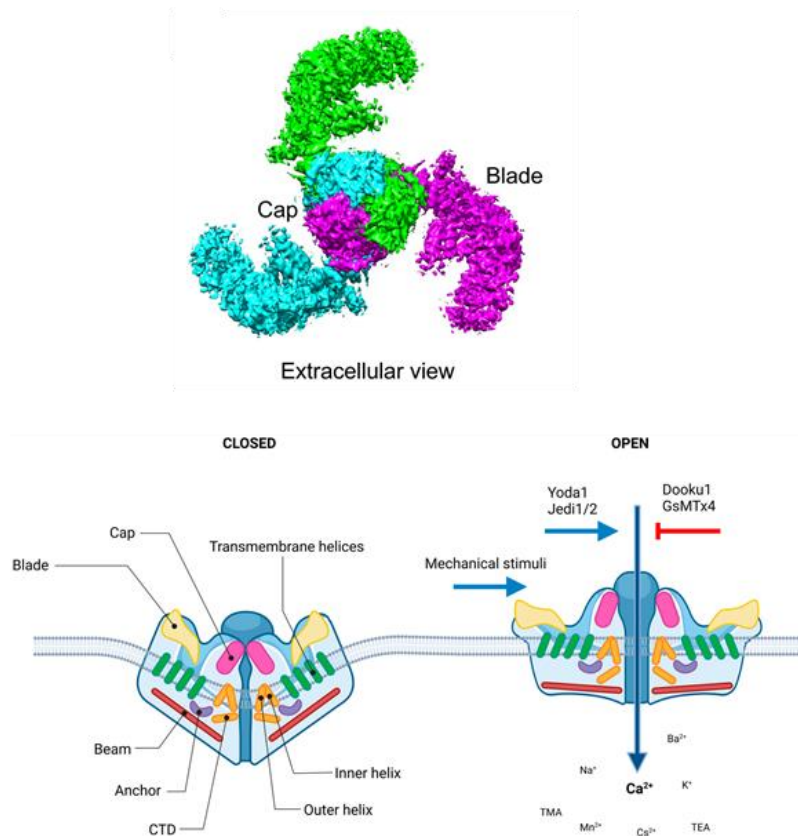 Blade
Cap
Extracellular view
CLOSED
OPEN
Yoda1
Jedi1/2
Dooku1
GsMTx4
Cap
Transmembrane helices
Mechanical stimuli
Blade
Beam
Anchor
CTD
Inner helix
Outer helix
Ba²⁺
Na⁺
Ca²⁺
K⁺
TMA
Mn²⁺
Cs²⁺
TEA